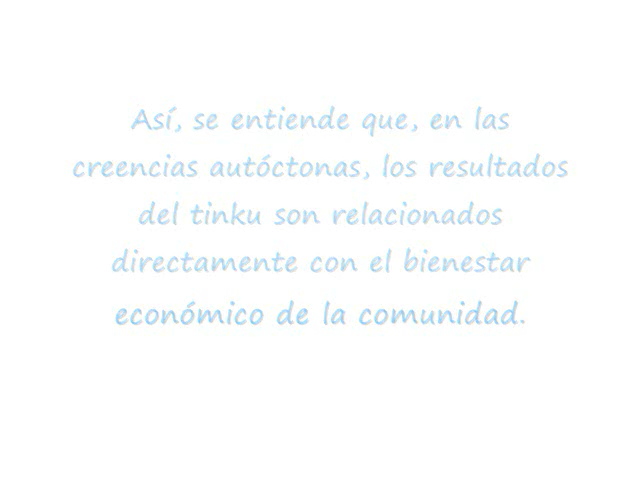 Así, se entiende que, en las
creencias autóctonas, los resultados
del tinku son relacionados
directamente con el bienestar
económico de la comunidad.